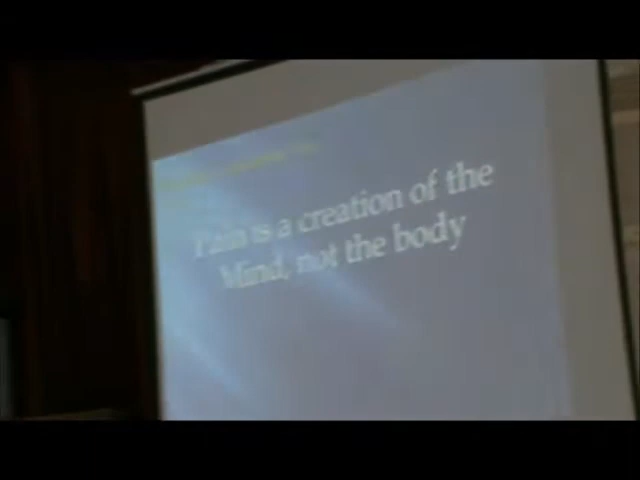 Pain is a creation of the
Mind, not the body